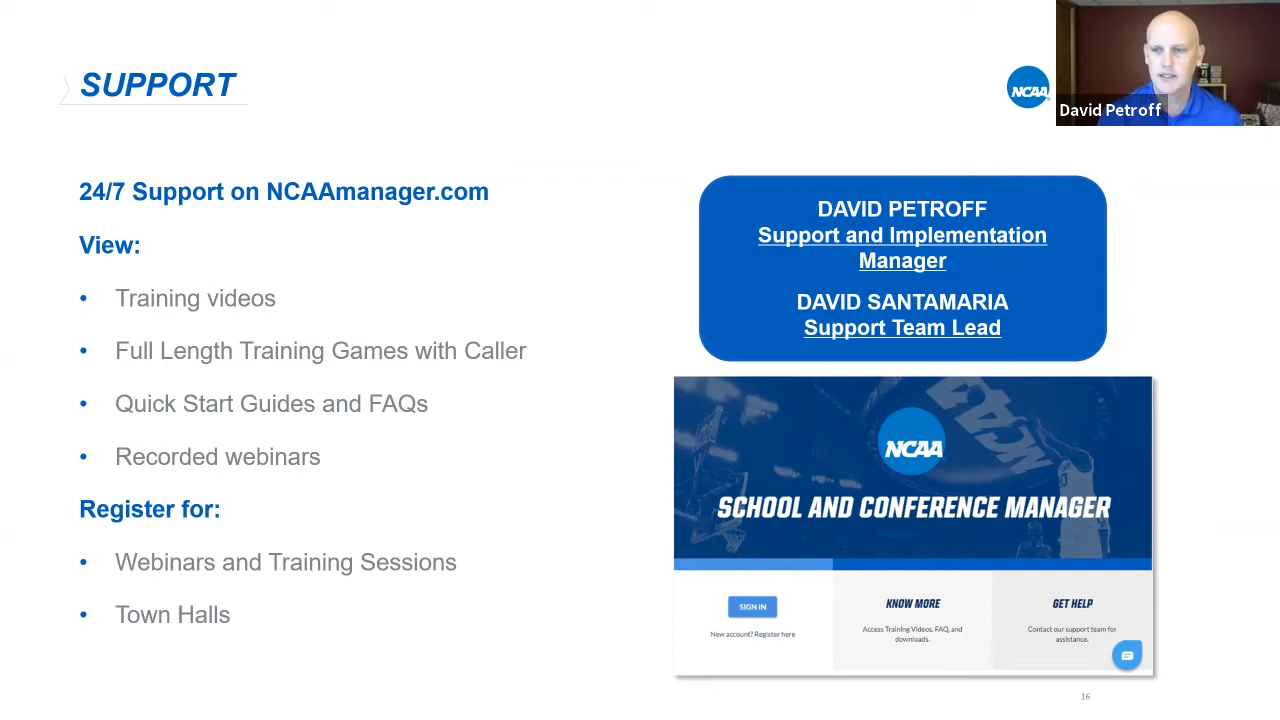 SUPPORT
NCAA
David Petroff
24/7 Support on NCAAmanager.com
View:
• Training videos
• Full Length Training Games with Caller
• Quick Start Guides and FAQs
• Recorded webinars
Register for:
• Webinars and Training Sessions
• Town Halls
DAVID PETROFF
Support and Implementation
Manager
DAVID SANTAMARIA
Support Team Lead
NCAA
NCAA
SCHOOL AND CONFERENCE MANAGER
SIGN IN
New account? Register here
KNOW MORE
Access Training Videos, FAQ, and
downloads.
GET HELP
Contact our support team for
assistance.
16